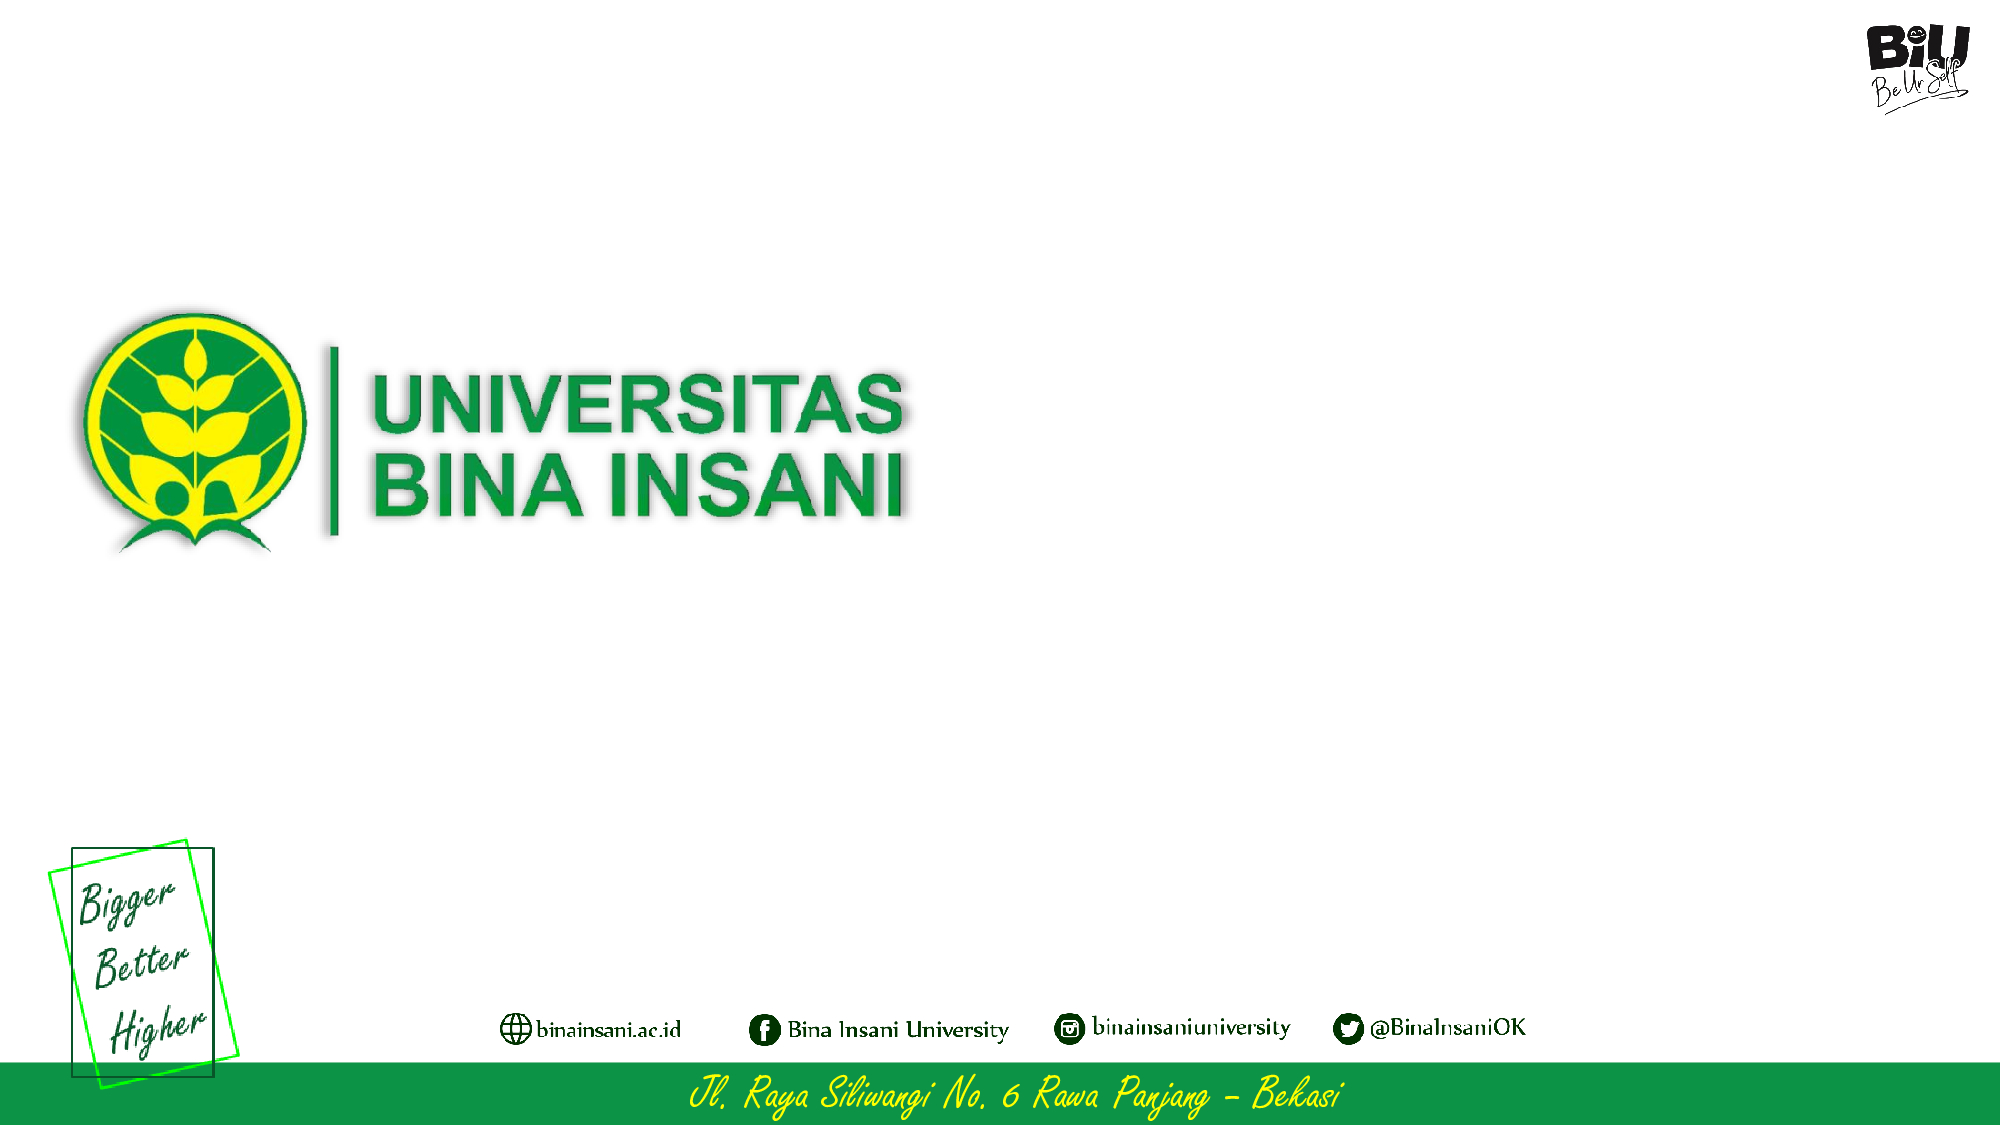 BiU
Be Ur Self
UNIVERSITAS
BINA INSANI
Bigger
Better
Higher
binainsani.ac.id
Bina Insani University
binainsaniuniversity
@BinaInsaniOK
Jl. Raya Siliwangi No. 6 Rawa Panjang – Bekasi